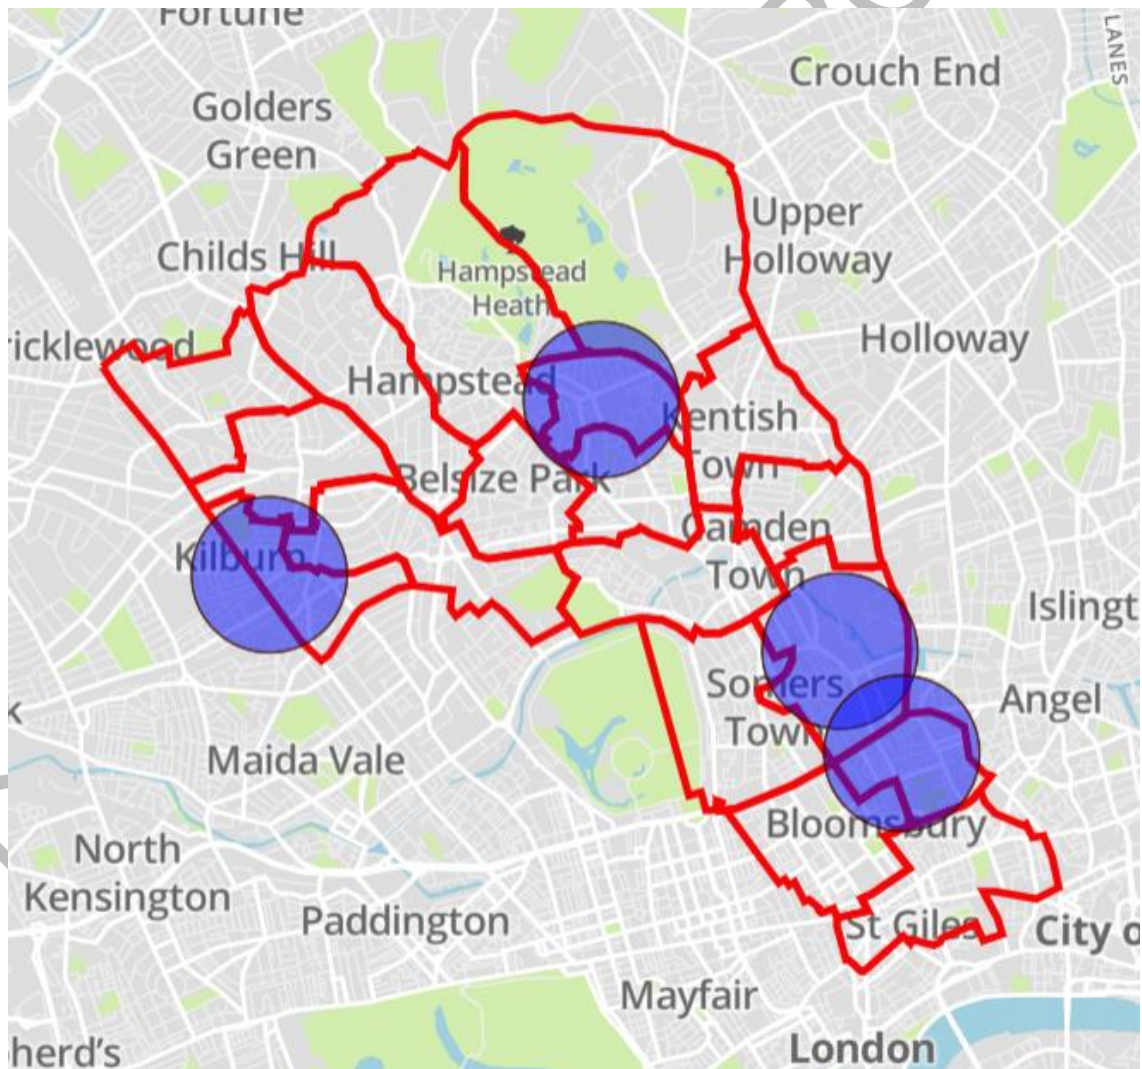 Fortune
LANES
Crouch End
Golders
Green
Upper
Holloway
Childs Hill
Hampstead
Heath
ricklewood
Holloway
Hampstead
Kentish
Town
Belsize Park
Camden
Town
Kilburn
Islingt
Somers
Town
Angel
k
Maida Vale
Bloomsbury
North
Kensington
Paddington
St Giles
City o
Mayfair
London
herd's